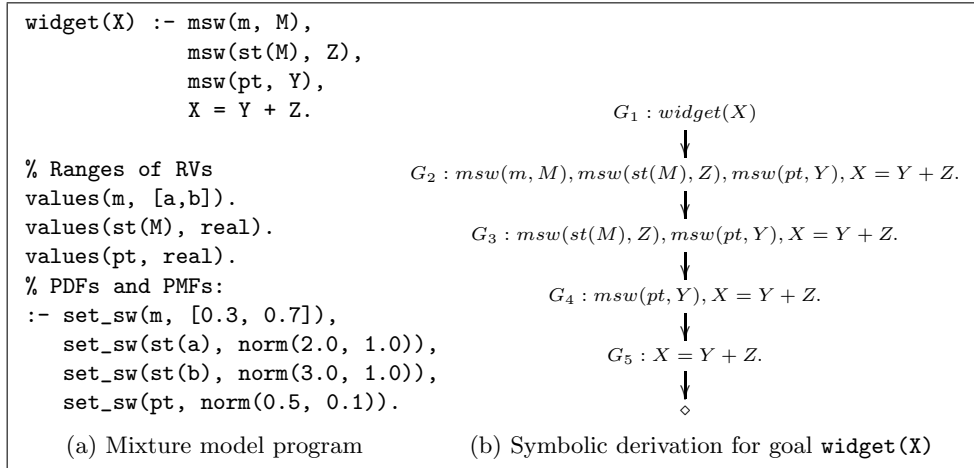 widget(X) :- msw(m, M),
msw(st(M), Z),
msw(pt, Y),
X = Y + Z.
% Ranges of RVs
values(m, [a,b]).
values(st(M), real).
values(pt, real).
% PDFs and PMFs:
:- set_sw(m, [0.3, 0.7]),
set_sw(st(a), norm(2.0, 1.0)),
set_sw(st(b), norm(3.0, 1.0)),
set_sw(pt, norm(0.5, 0.1)).
(a) Mixture model program
G₁ : widget(X)
G₂ : msw(m, M), msw(st(M), Z), msw(pt, Y), X = Y + Z.
G₃ : msw(st(M), Z), msw(pt, Y), X = Y + Z.
G₄ : msw(pt, Y), X = Y + Z.
G₅ : X = Y + Z.
⋄
(b) Symbolic derivation for goal widget(X)